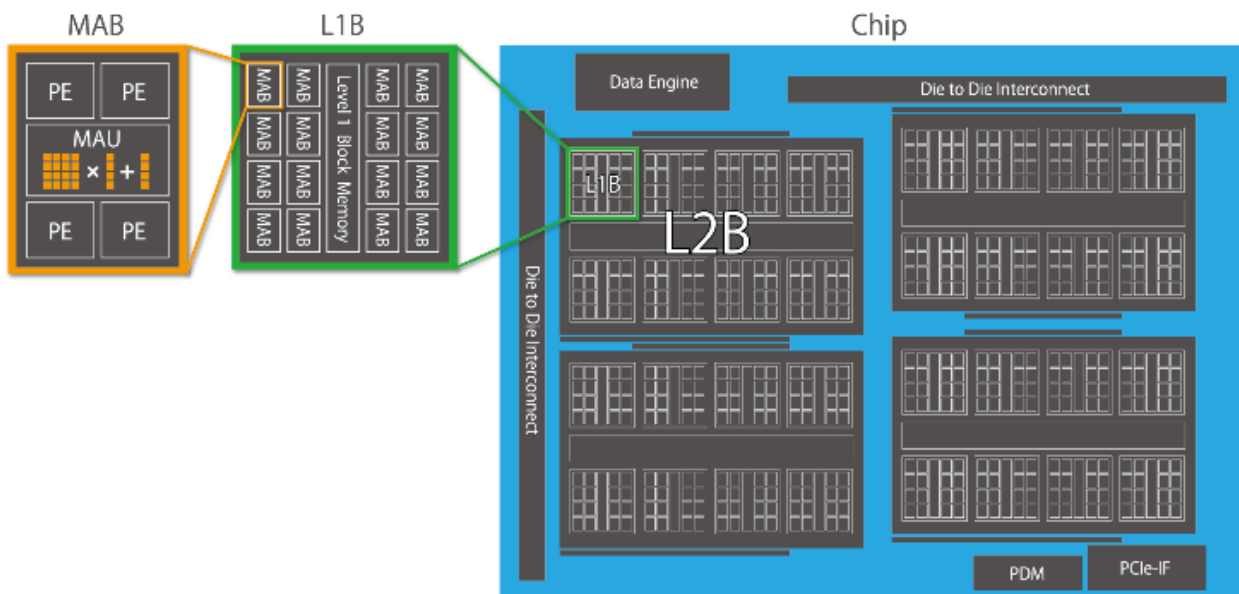 MAB
L1B
Chip
PE
PE
MAU
× +
PE
PE
MAB
MAB
MAB
MAB
MAB
MAB
MAB
MAB
Level 1 Block Memory
MAB
MAB
MAB
MAB
MAB
MAB
MAB
MAB
Data Engine
Die to Die Interconnect
Die to Die Interconnect
L1B
L2B
PDM
PCIe-IF